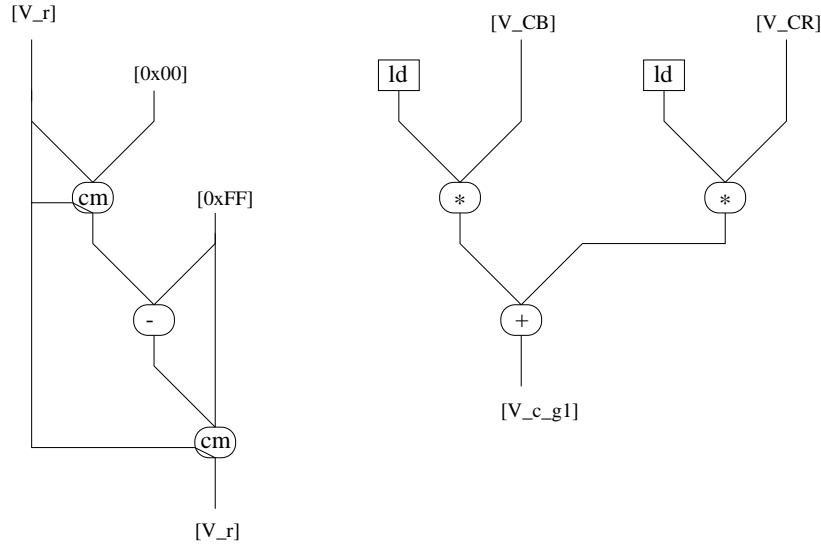 [V_r]
[0x00]
cm
[0xFF]
-
cm
[V_r]
[V_CB]
[V_CR]
ld
ld
*
*
+
[V_c_g1]